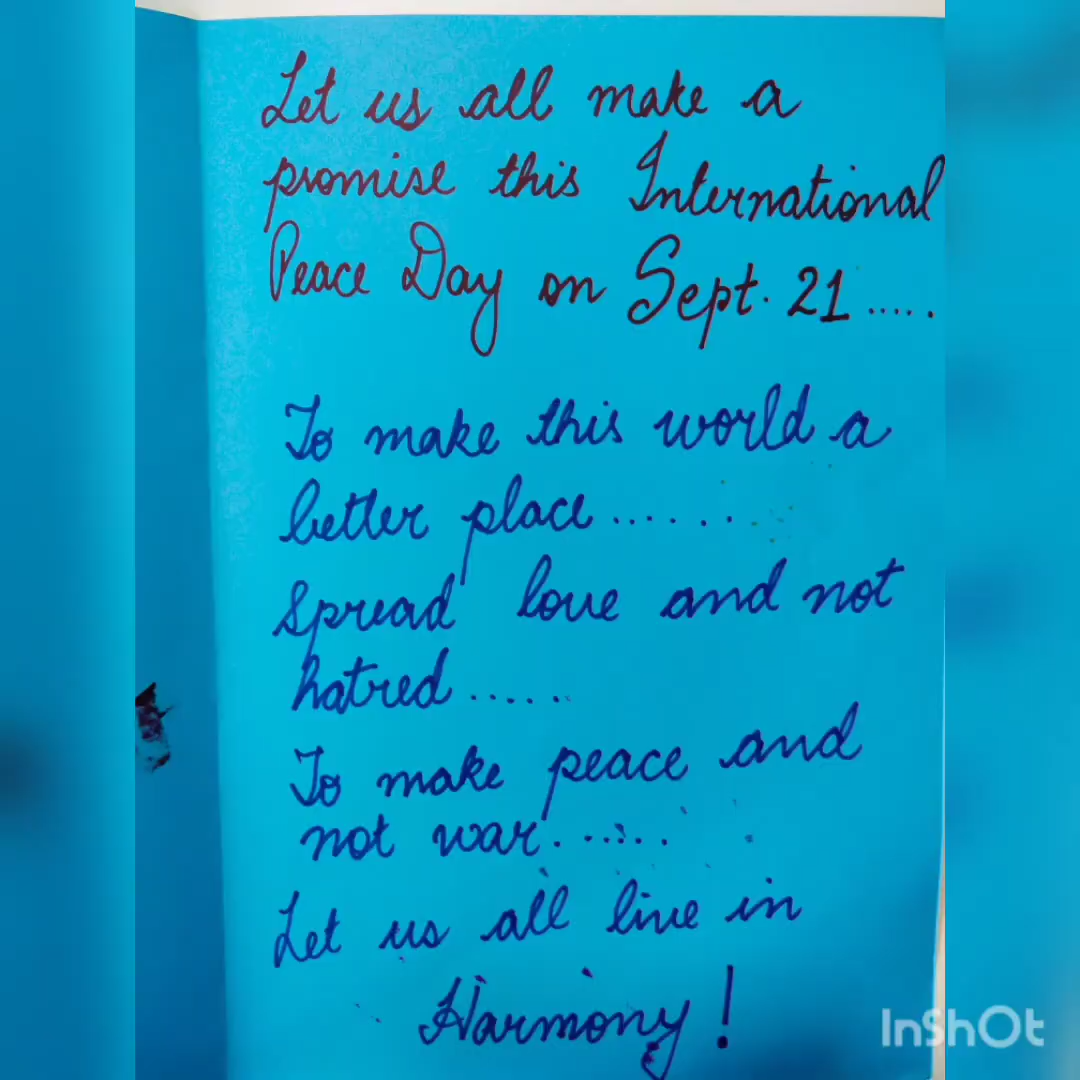 Let us all make a
promise this International
Peace Day on Sept. 21 .....
To make this world a
better place ......
Spread love and not
hatred ......
To make peace and
not war. ......
Let us all live in
Harmony!
InShOt